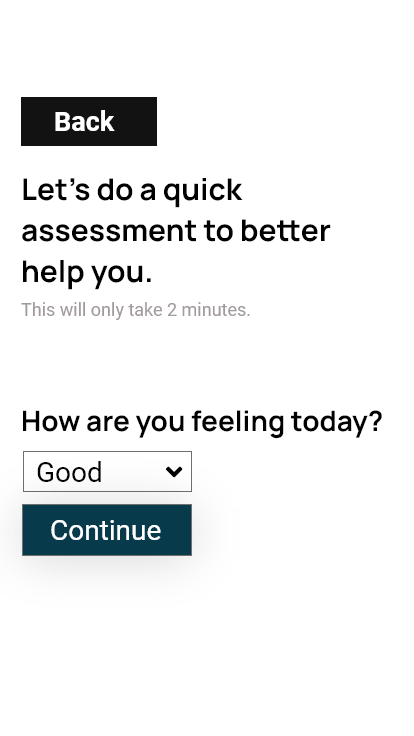 Back
Let’s do a quick
assessment to better
help you.
This will only take 2 minutes.
How are you feeling today?
Good
Continue